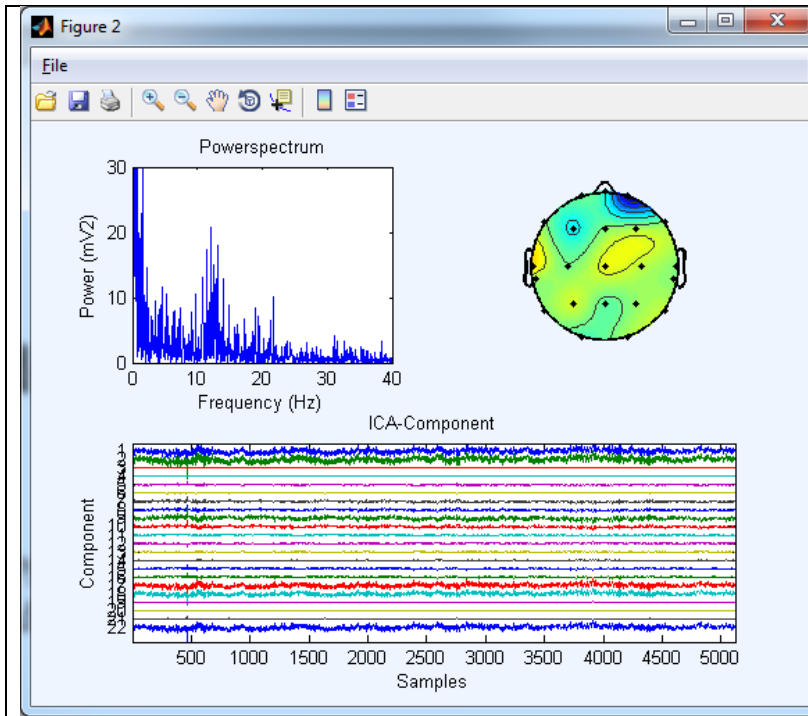 Figure 2
File
Powerspectrum
30
20
10
0
Power (mV2)
0 10 20 30 40
Frequency (Hz)
ICA-Component
Component
1
2
22
500 1000 1500 2000 2500 3000 3500 4000 4500 5000
Samples